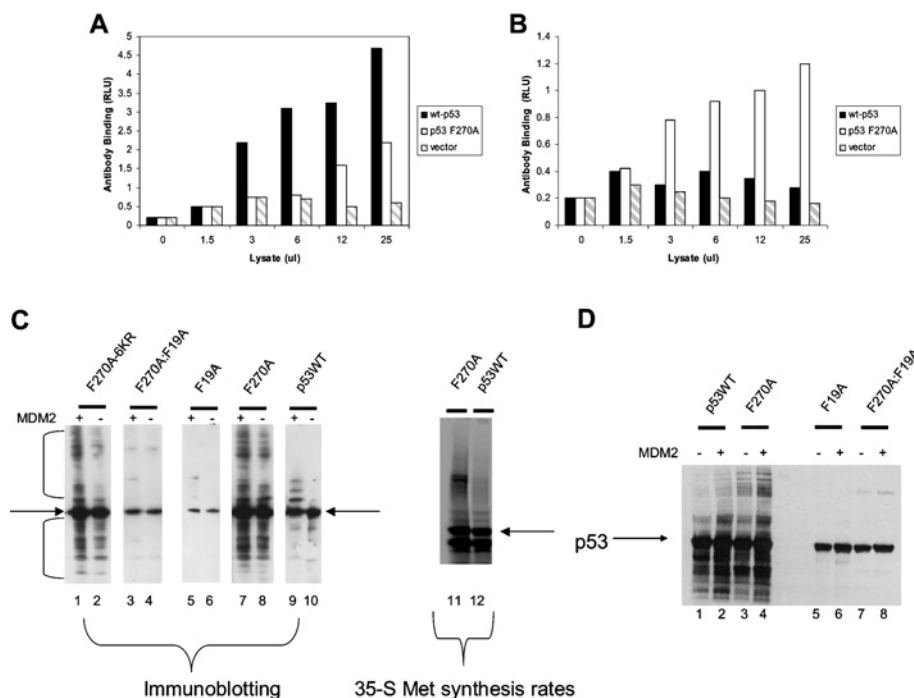 A
Antibody Binding (RLU)
5
4.5
4
3.5
3
2.5
2
1.5
1
0.5
0
0 1.5 3 6 12 25
Lysate (ul)
wt-p53
p53 F270A
vector
B
Antibody Binding (RLU)
1.4
1.2
1
0.8
0.6
0.4
0.2
0
0 1.5 3 6 12 25
Lysate (ul)
wt-p53
p53 F270A
vector
C
F270A-6KR F270A:F19A F19A F270A p53WT
MDM2 + - + - + - + - + -
1 2 3 4 5 6 7 8 9 10
Immunoblotting
F270A p53WT
11 12
35-S Met synthesis rates
D
p53WT F270A F19A F270A:F19A
MDM2 - + - + - + - +
p53
1 2 3 4 5 6 7 8